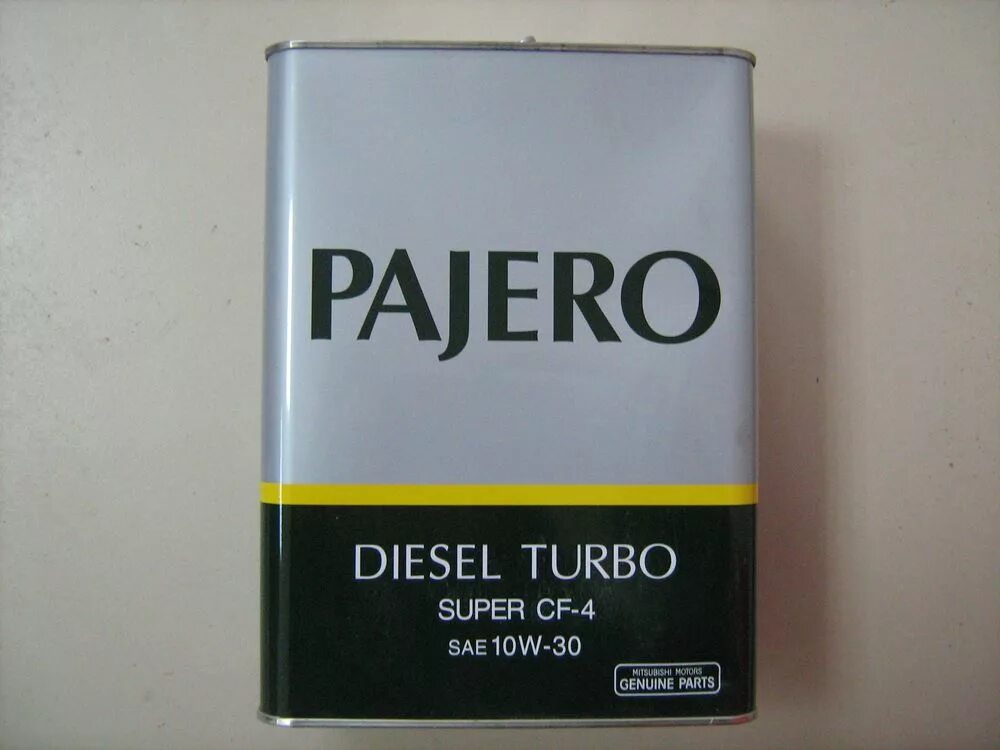 PAJERO
DIESEL TURBO
SUPER CF-4
SAE 10W-30
MITSUBISHI MOTORS
GENUINE PARTS